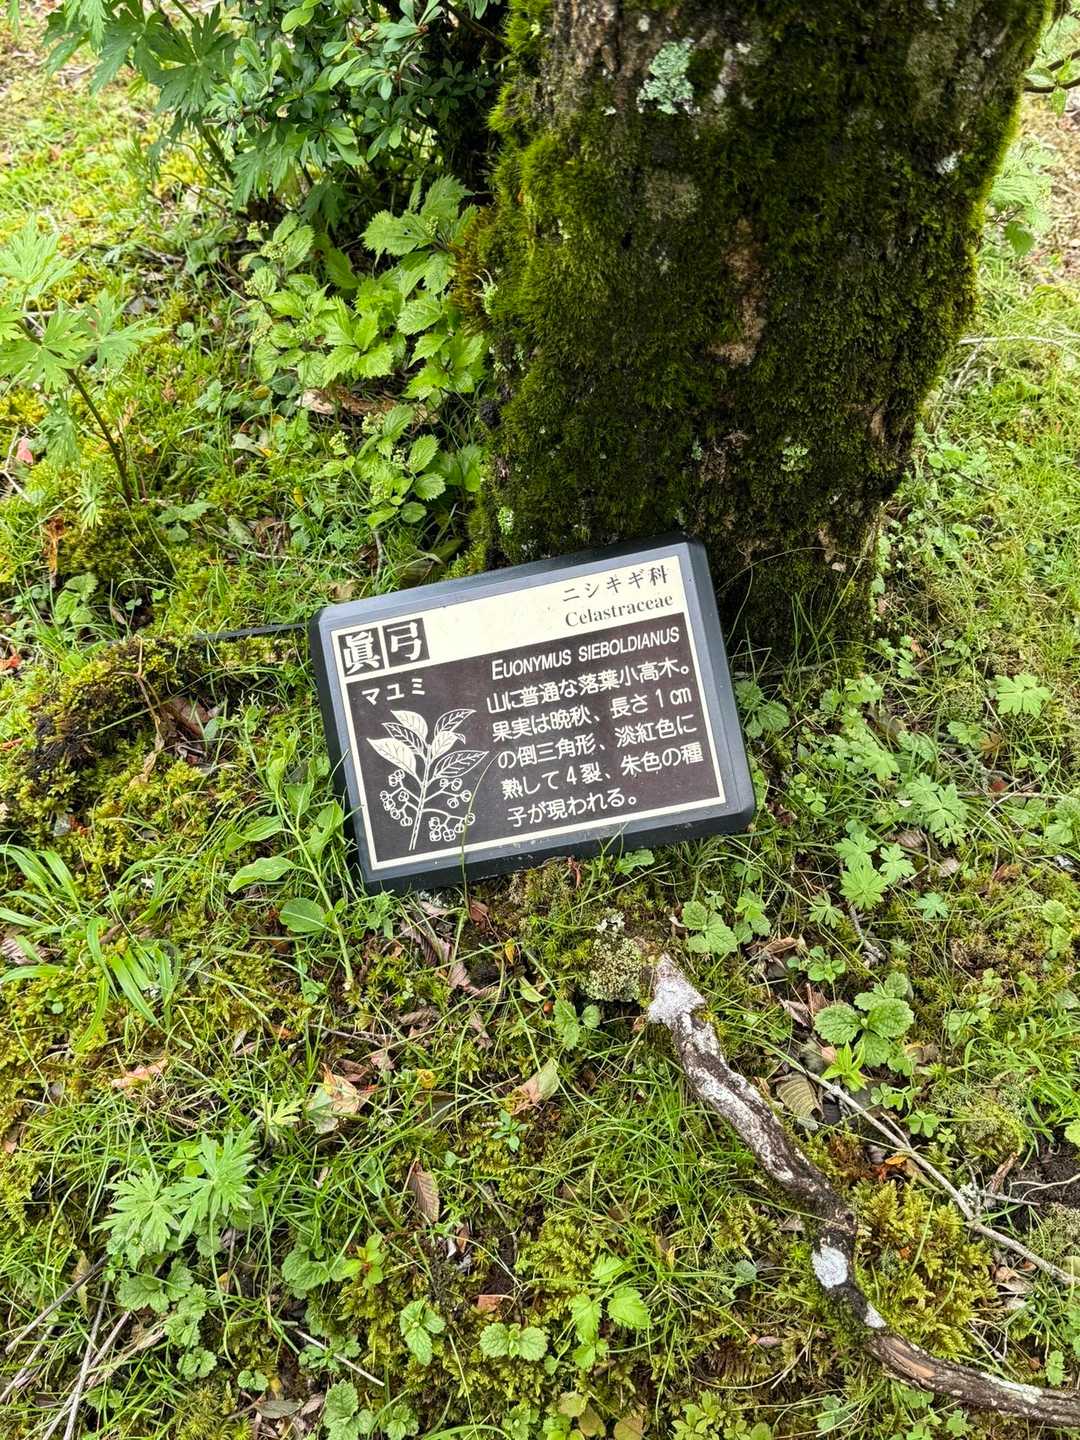 ニシキギ科
Celastraceae
眞弓
マユミ
EUONYMUS SIEBOLDIANUS
山に普通な落葉小高木。
果実は晩秋、長さ1cm
の倒三角形、淡紅色に
熟して4裂、朱色の種
子が現われる。